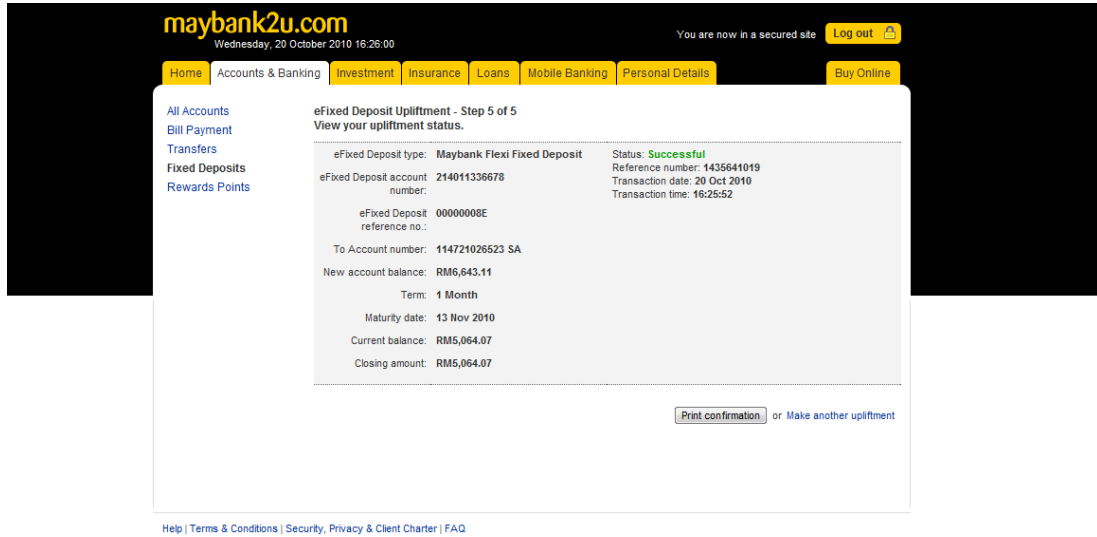 maybank2u.com
Wednesday, 20 October 2010 16:26:00
You are now in a secured site
Log out
Home
Accounts & Banking
Investment
Insurance
Loans
Mobile Banking
Personal Details
Buy Online
All Accounts
Bill Payment
Transfers
Fixed Deposits
Rewards Points
eFixed Deposit Upliftment - Step 5 of 5
View your upliftment status.
eFixed Deposit type: Maybank Flexi Fixed Deposit
eFixed Deposit account number: 214011336678
eFixed Deposit reference no.: 00000008E
To Account number: 114721026523 SA
New account balance: RM6,643.11
Term: 1 Month
Maturity date: 13 Nov 2010
Current balance: RM5,064.07
Closing amount: RM5,064.07
Status: Successful
Reference number: 1435641019
Transaction date: 20 Oct 2010
Transaction time: 16:25:52
Print confirmation or Make another upliftment
Help | Terms & Conditions | Security, Privacy & Client Charter | FAQ